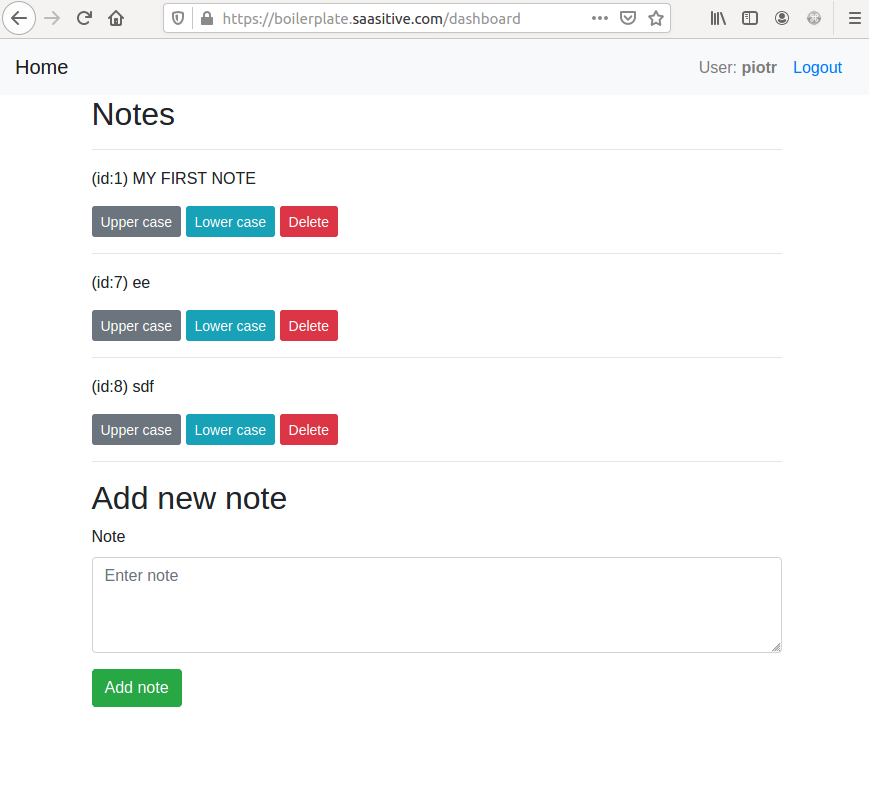 https://boilerplate.saasitive.com/dashboard
Home User: piotr Logout
Notes
(id:1) MY FIRST NOTE
Upper case Lower case Delete
(id:7) ee
Upper case Lower case Delete
(id:8) sdf
Upper case Lower case Delete
Add new note
Note
Enter note
Add note